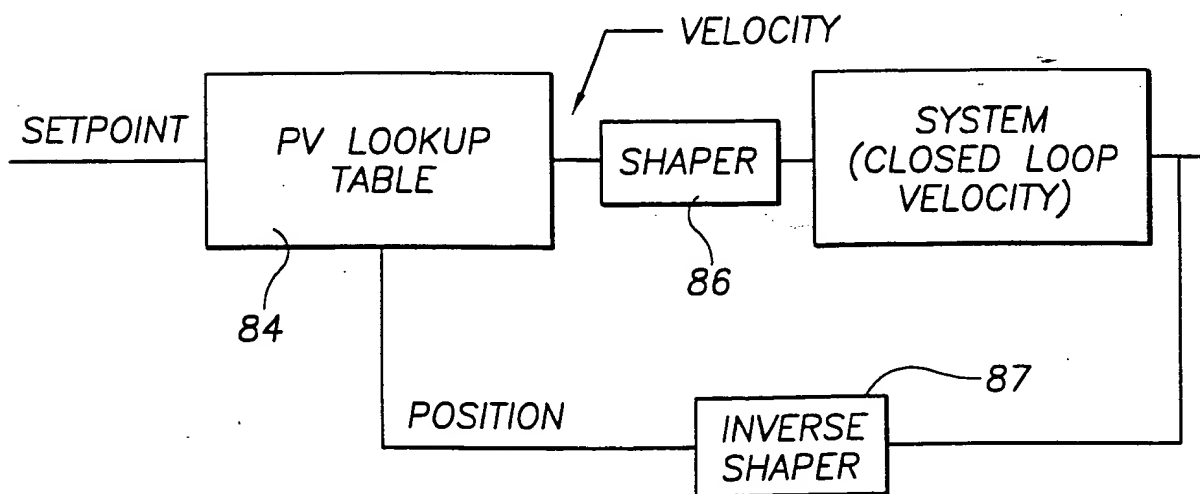 VELOCITY
SETPOINT
PV LOOKUP
TABLE
SHAPER
SYSTEM
(CLOSED LOOP
VELOCITY)
86
84
87
POSITION
INVERSE
SHAPER